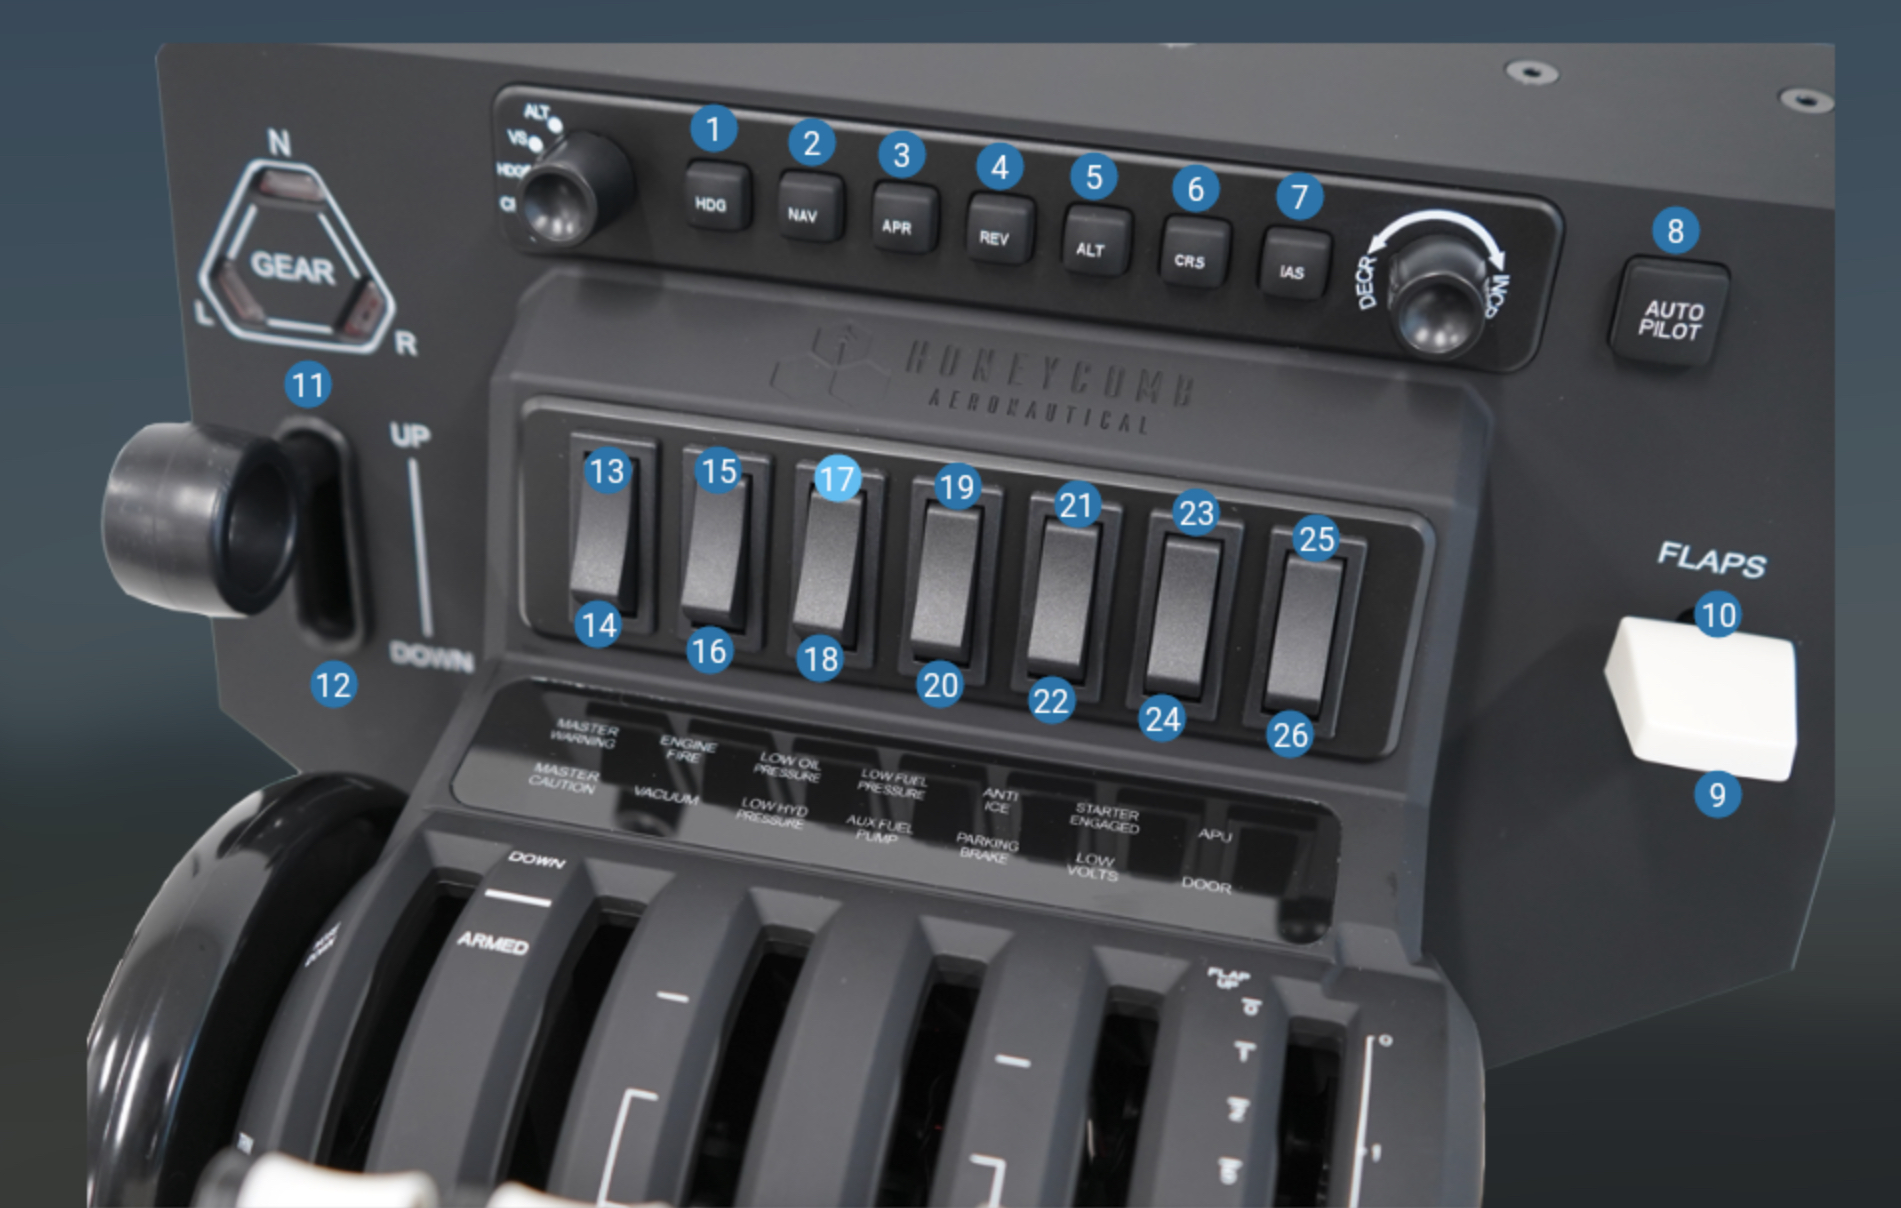 ALT
VS
HDG
1
2
3
4
5
6
7
8
HDG
NAV
APR
REV
ALT
CRS
IAS
DECR
INCR
AUTO
PILOT
N
GEAR
L
R
HONEYCOMB
AERONAUTICAL
11
UP
DOWN
12
13
15
17
19
21
23
25
14
16
18
20
22
24
26
FLAPS
10
9
MASTER
WARNING
ENGINE
FIRE
LOW OIL
PRESSURE
LOW FUEL
PRESSURE
ANTI
ICE
STARTER
ENGAGED
APU
MASTER
CAUTION
VACUUM
LOW HYD
PRESSURE
AUX FUEL
PUMP
PARKING
BRAKE
LOW
VOLTS
DOOR
DOWN
ARMED
FLAP
UP
0
1
2